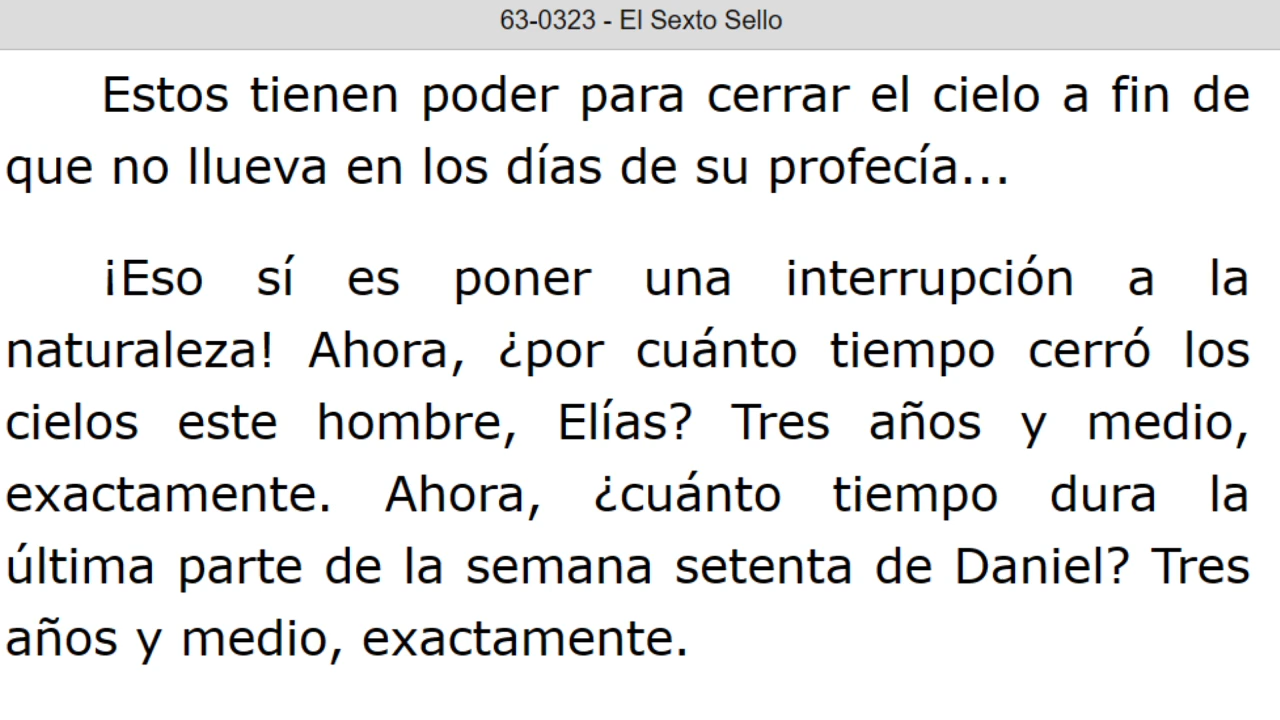 63-0323 - El Sexto Sello
Estos tienen poder para cerrar el cielo a fin de
que no llueva en los días de su profecía...
¡Eso sí es poner una interrupción a la
naturaleza! Ahora, ¿por cuánto tiempo cerró los
cielos este hombre, Elías? Tres años y medio,
exactamente. Ahora, ¿cuánto tiempo dura la
última parte de la semana setenta de Daniel? Tres
años y medio, exactamente.